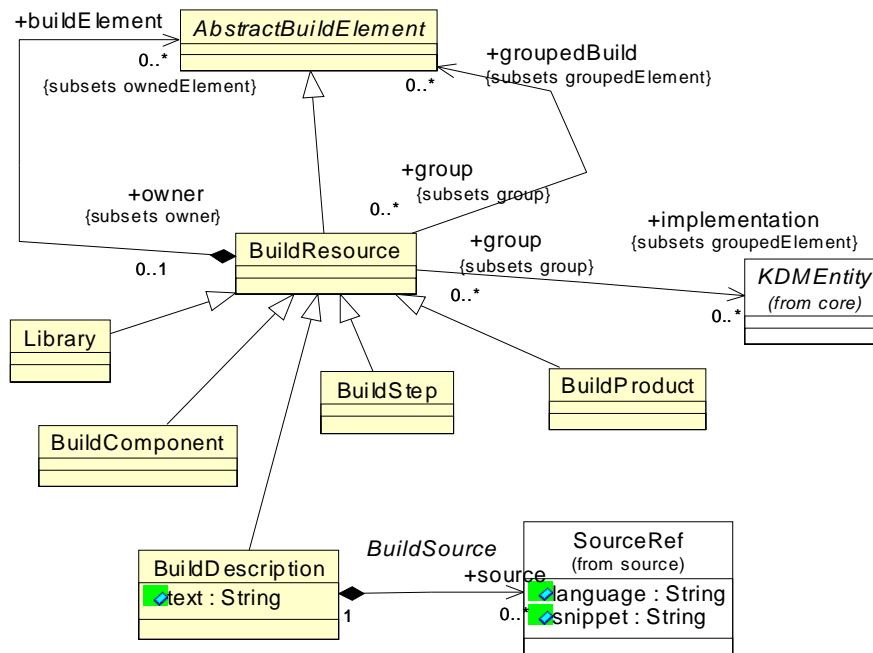 +buildElement
AbstractBuildElement
0..*
{subsets ownedElement}
+groupedBuild
{subsets groupedElement}
0..*
+group
{subsets group}
0..*
+owner
{subsets owner}
0..1
BuildResource
+group
{subsets group}
0..*
+implementation
{subsets groupedElement}
0..*
KDMEntity
(from core)
Library
BuildComponent
BuildStep
BuildProduct
BuildDescription
text : String
1
BuildSource
+source
0..*
SourceRef
(from source)
language : String
snippet : String